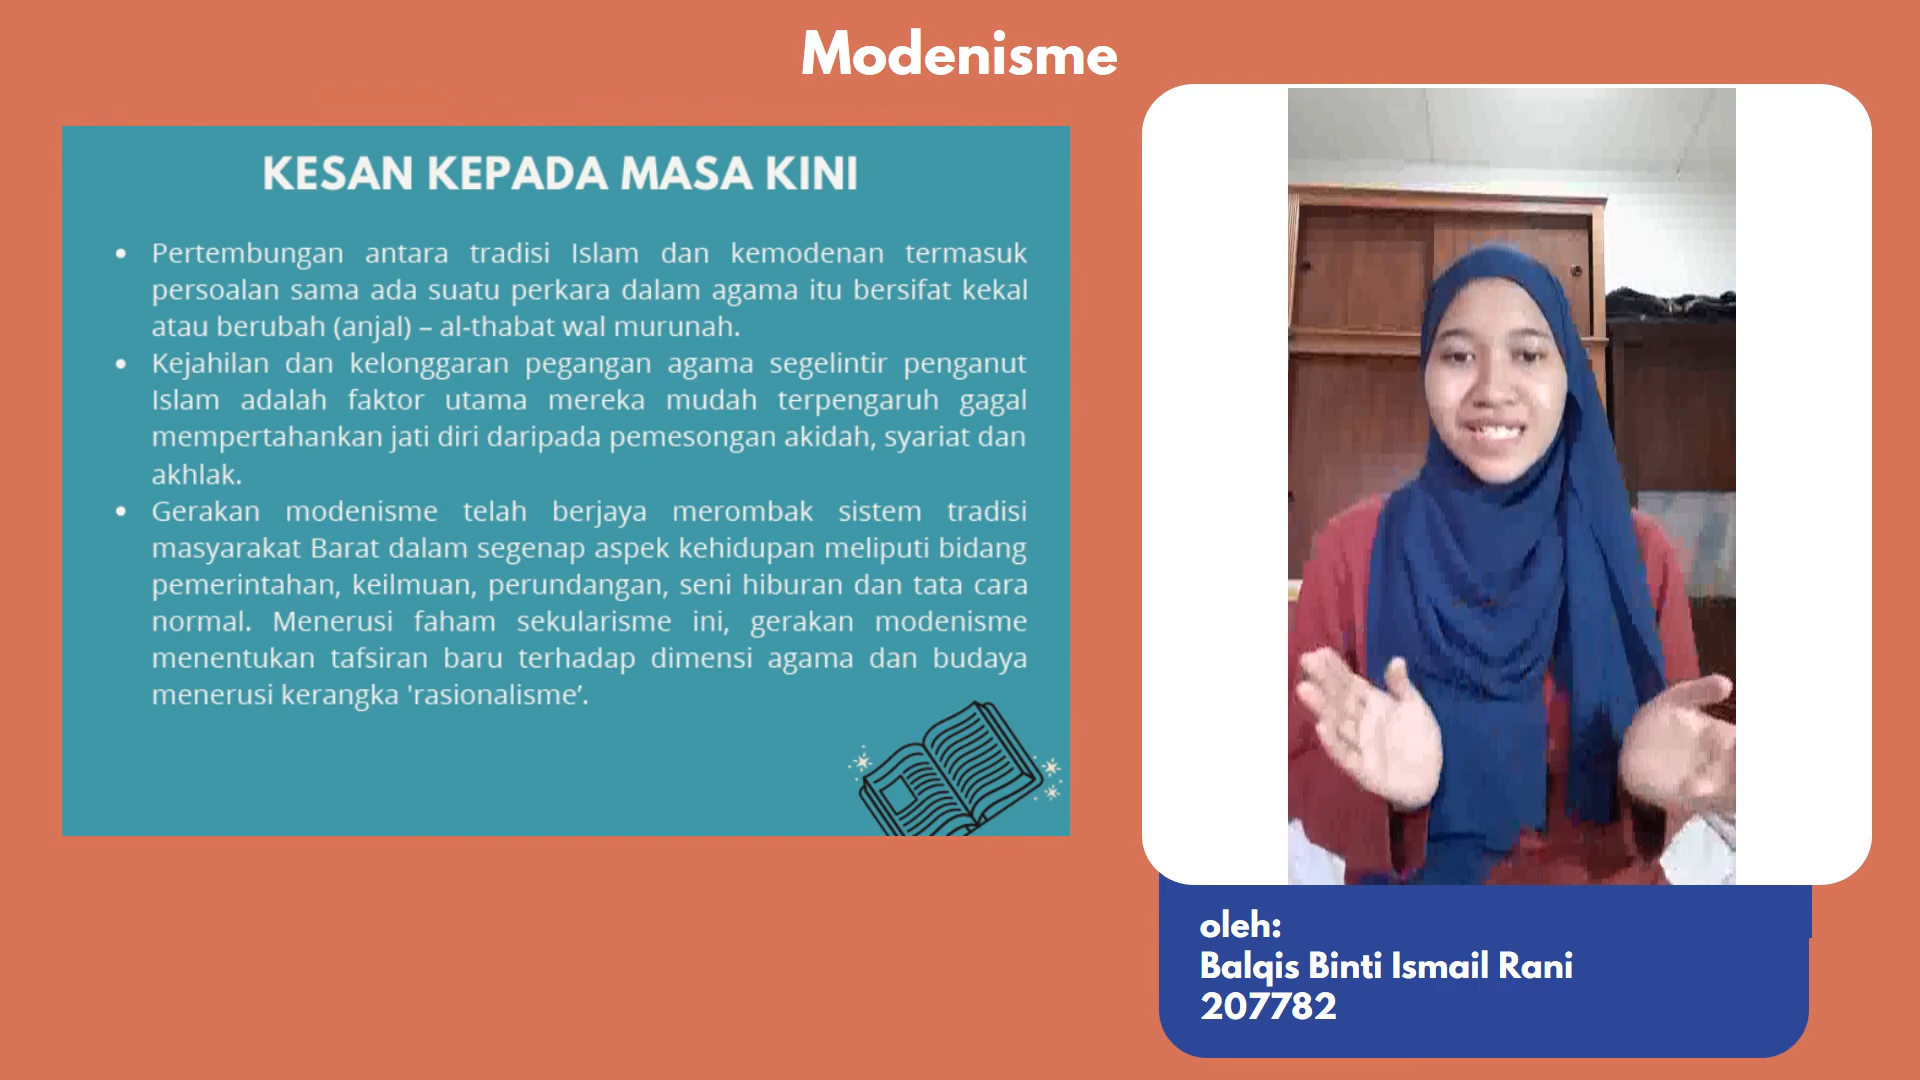 Modenisme
KESAN KEPADA MASA KINI
• Pertembungan antara tradisi Islam dan kemodenan termasuk
persoalan sama ada suatu perkara dalam agama itu bersifat kekal
atau berubah (anjal) – al-thabat wal murunah.
• Kejahilan dan kelonggaran pegangan agama segelintir penganut
Islam adalah faktor utama mereka mudah terpengaruh gagal
mempertahankan jati diri daripada pemesongan akidah, syariat dan
akhlak.
• Gerakan modenisme telah berjaya merombak sistem tradisi
masyarakat Barat dalam segenap aspek kehidupan meliputi bidang
pemerintahan, keilmuan, perundangan, seni hiburan dan tata cara
normal. Menerusi faham sekularisme ini, gerakan modenisme
menentukan tafsiran baru terhadap dimensi agama dan budaya
menerusi kerangka 'rasionalisme’.
oleh:
Balqis Binti Ismail Rani
207782